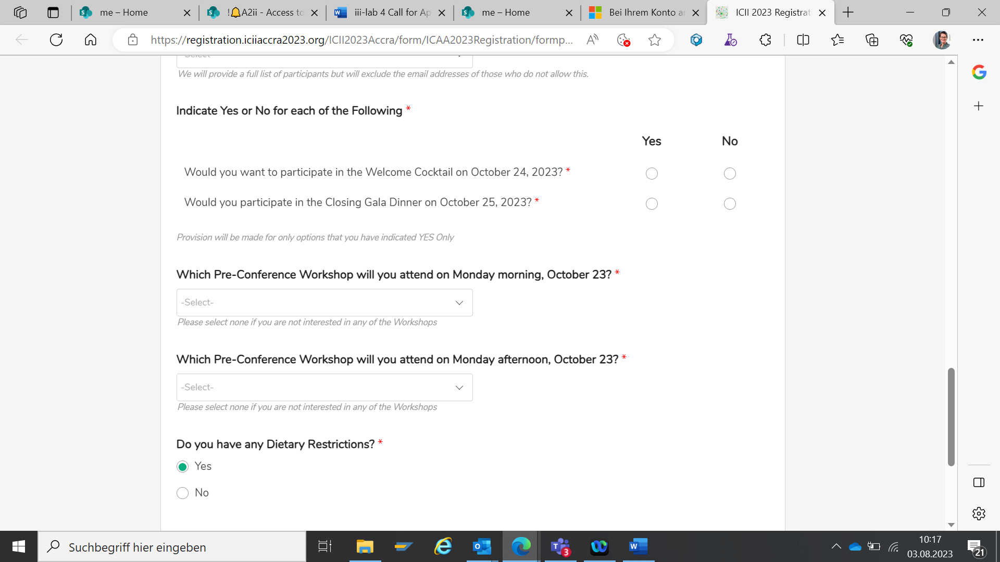 me – Home
!🔔A2ii - Access to
iii-lab 4 Call for Ap
me – Home
Bei Ihrem Konto a
ICII 2023 Registrat
https://registration.iciiaccra2023.org/ICII2023Accra/form/ICAA2023Registration/formp...
We will provide a full list of participants but will exclude the email addresses of those who do not allow this.
Indicate Yes or No for each of the Following *
Yes No
Would you want to participate in the Welcome Cocktail on October 24, 2023? *
Would you participate in the Closing Gala Dinner on October 25, 2023? *
Provision will be made for only options that you have indicated YES Only
Which Pre-Conference Workshop will you attend on Monday morning, October 23? *
-Select-
Please select none if you are not interested in any of the Workshops
Which Pre-Conference Workshop will you attend on Monday afternoon, October 23? *
-Select-
Please select none if you are not interested in any of the Workshops
Do you have any Dietary Restrictions? *
Yes
No
Suchbegriff hier eingeben
3
10:17
03.08.2023
21